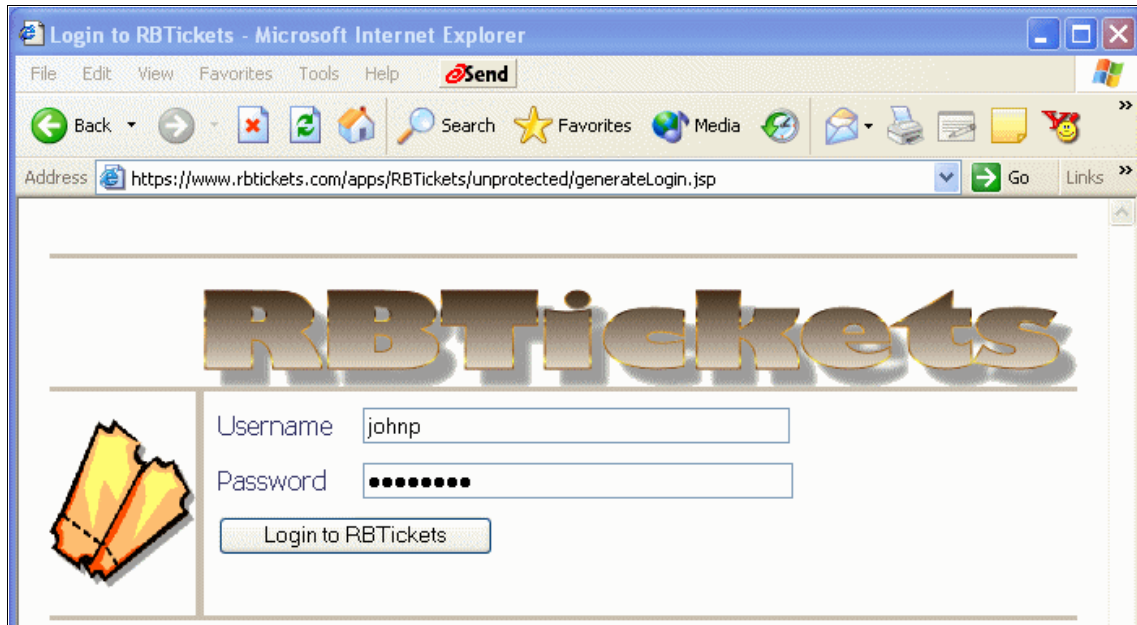 Login to RBTickets - Microsoft Internet Explorer
File Edit View Favorites Tools Help Send
Back Search Favorites Media »
Address https://www.rbtickets.com/apps/RBTickets/unprotected/generateLogin.jsp Go Links »
RBTickets
Username johnp
Password ••••••••
Login to RBTickets